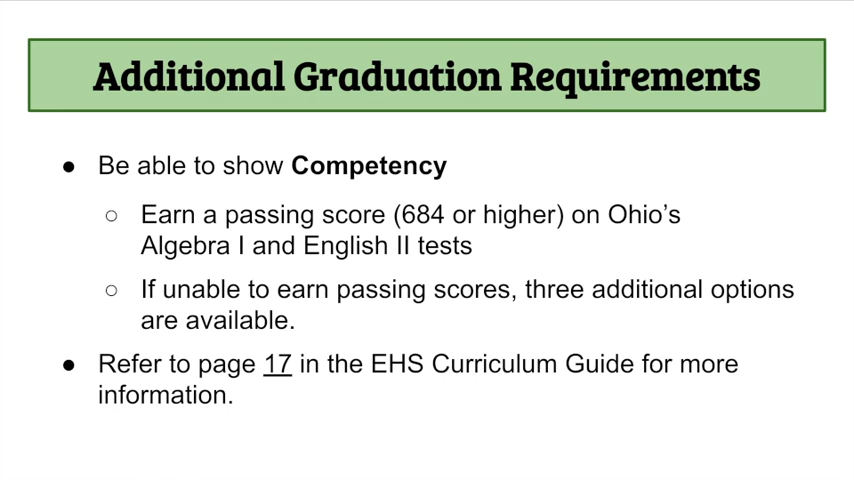 Additional Graduation Requirements
● Be able to show Competency
○ Earn a passing score (684 or higher) on Ohio's
Algebra I and English II tests
○ If unable to earn passing scores, three additional options
are available.
● Refer to page 17 in the EHS Curriculum Guide for more
information.